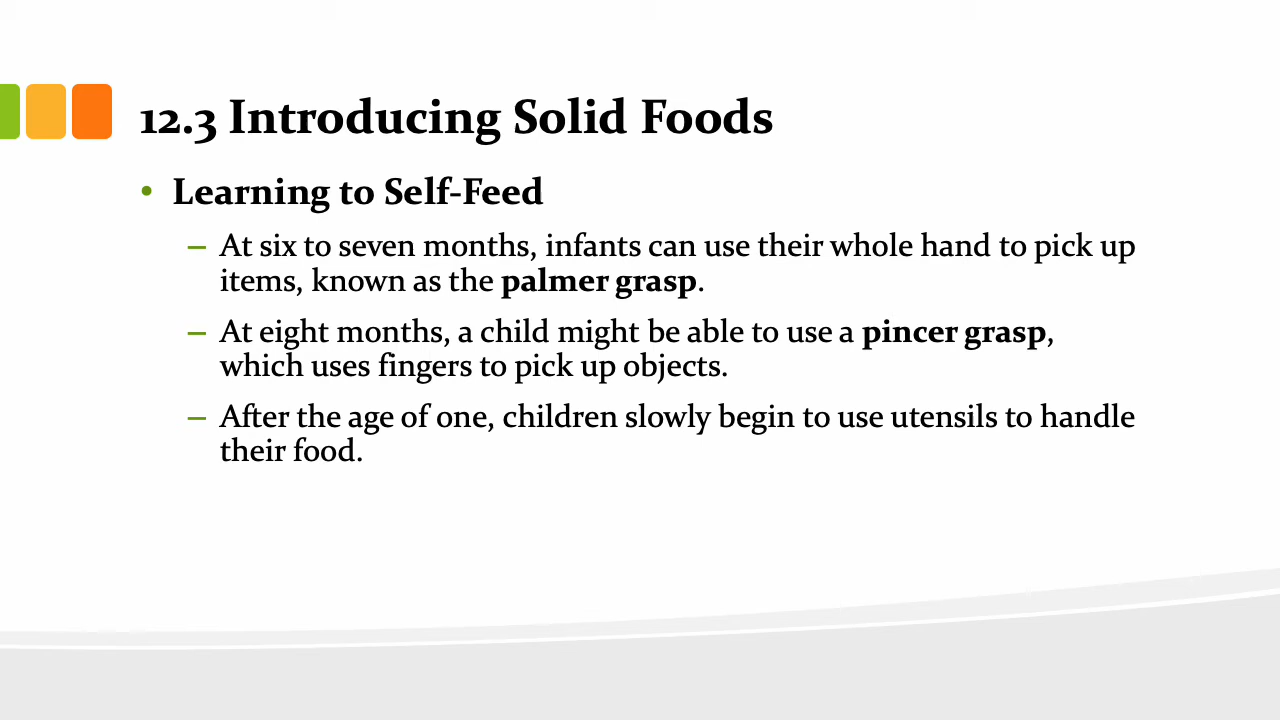 12.3 Introducing Solid Foods
• Learning to Self-Feed
– At six to seven months, infants can use their whole hand to pick up
items, known as the palmer grasp.
– At eight months, a child might be able to use a pincer grasp,
which uses fingers to pick up objects.
– After the age of one, children slowly begin to use utensils to handle
their food.